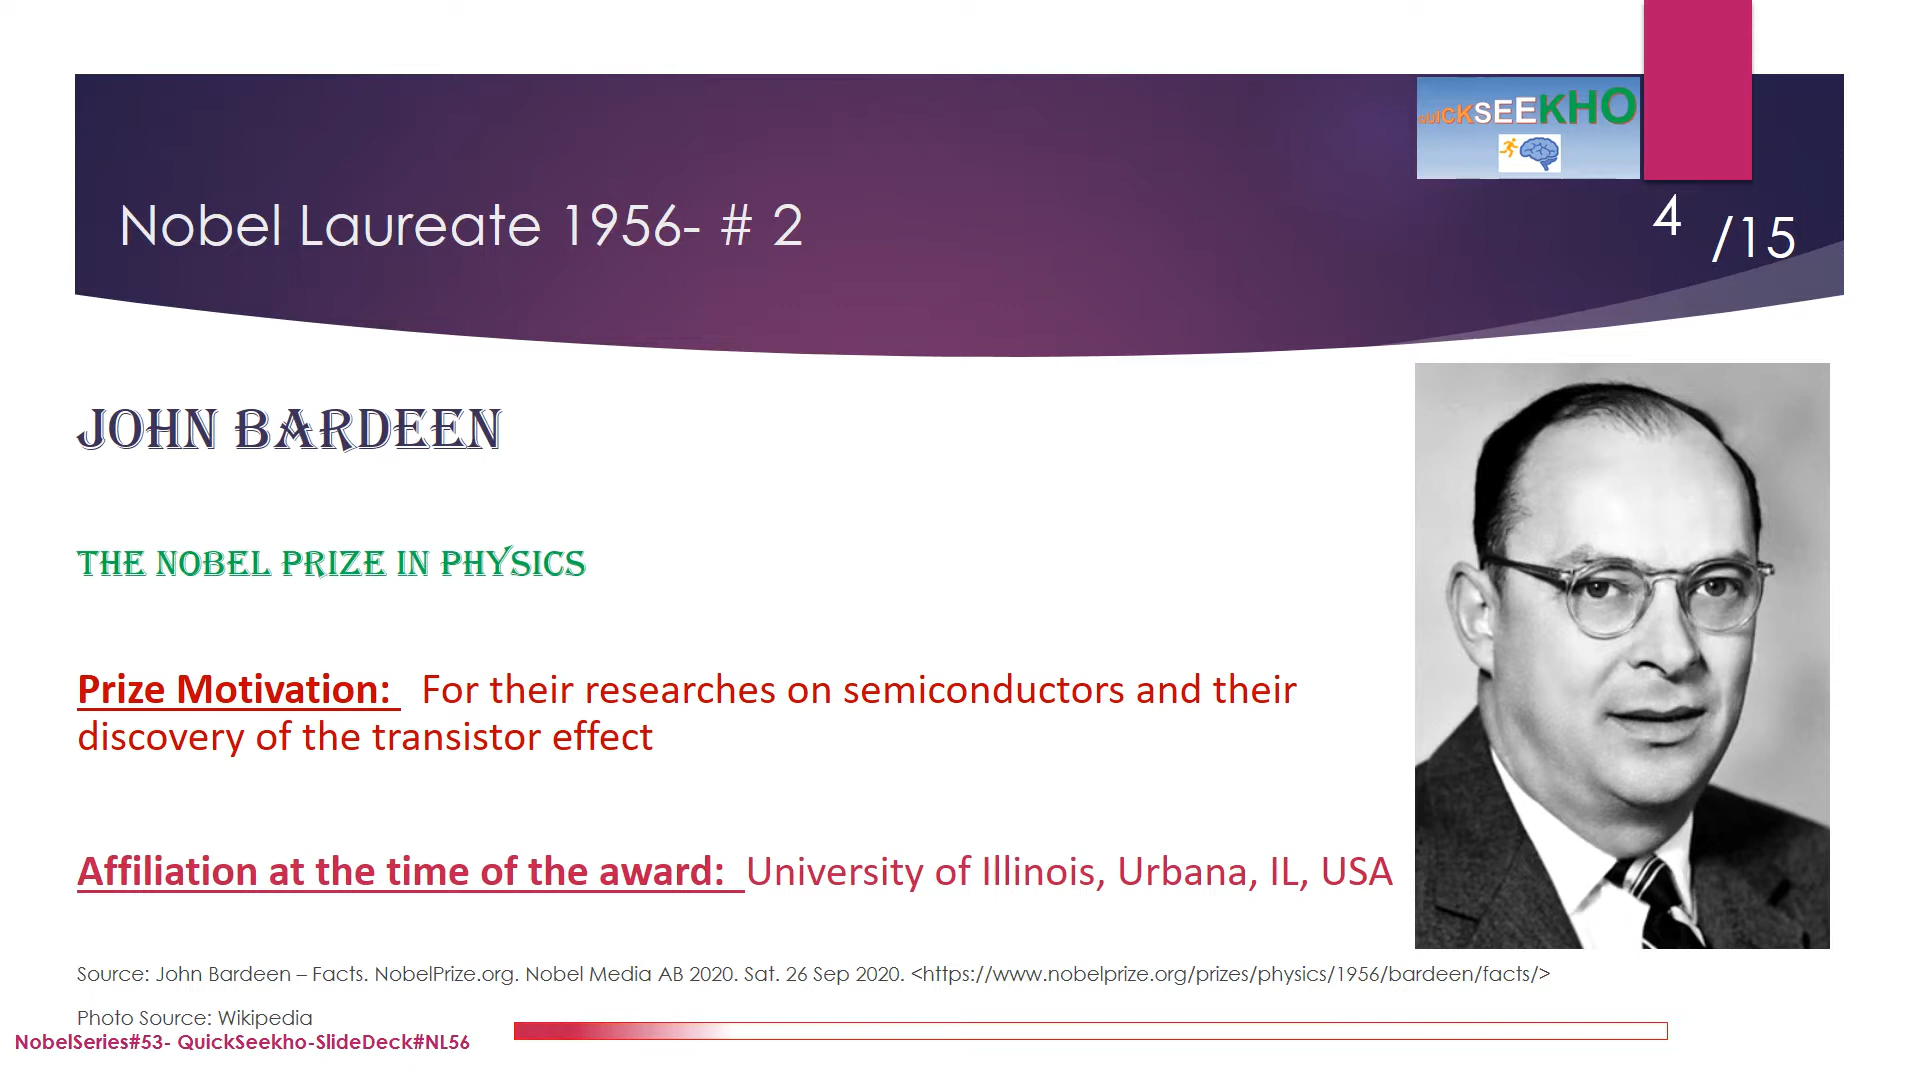 QUICKSEEKHO
Nobel Laureate 1956- # 2
4 /15
JOHN BARDEEN
THE NOBEL PRIZE IN PHYSICS
Prize Motivation: For their researches on semiconductors and their
discovery of the transistor effect
Affiliation at the time of the award: University of Illinois, Urbana, IL, USA
Source: John Bardeen – Facts. NobelPrize.org. Nobel Media AB 2020. Sat. 26 Sep 2020. <https://www.nobelprize.org/prizes/physics/1956/bardeen/facts/>
Photo Source: Wikipedia
NobelSeries#53- QuickSeekho-SlideDeck#NL56